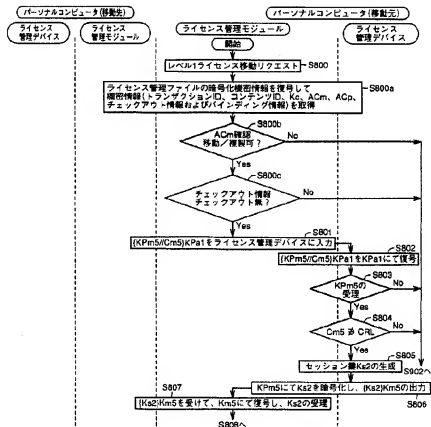 パーソナルコンピュータ(移動先)
パーソナルコンピュータ(移動元)
ライセンス
管理デバイス
ライセンス
管理モジュール
ライセンス管理モジュール
ライセンス
管理デバイス
開始
レベル1ライセンス移動リクエスト
S800
ライセンス管理ファイルの暗号化機密情報を復号して
機密情報(トランザクションID、コンテンツID、Kc、ACm、ACp、
チェックアウト情報およびバインディング情報)を取得
S800a
S800b
ACm確認
移動/複製可?
No
Yes
S800c
チェックアウト情報
チェックアウト無?
No
Yes
S801
{KPm5//Cm5}KPa1をライセンス管理デバイスに入力
S802
{KPm5//Cm5}KPa1をKPa1にて復号
S803
KPm5の
受理
No
Yes
S804
Cm5 ∌ CRL
No
Yes
S805
セッション鍵Ks2の生成
S902へ
S807
KPm5にてKs2を暗号化し、{Ks2}Km5の出力
S806
{Ks2}Km5を受けて、Km5にて復号し、Ks2の受理
S808へ